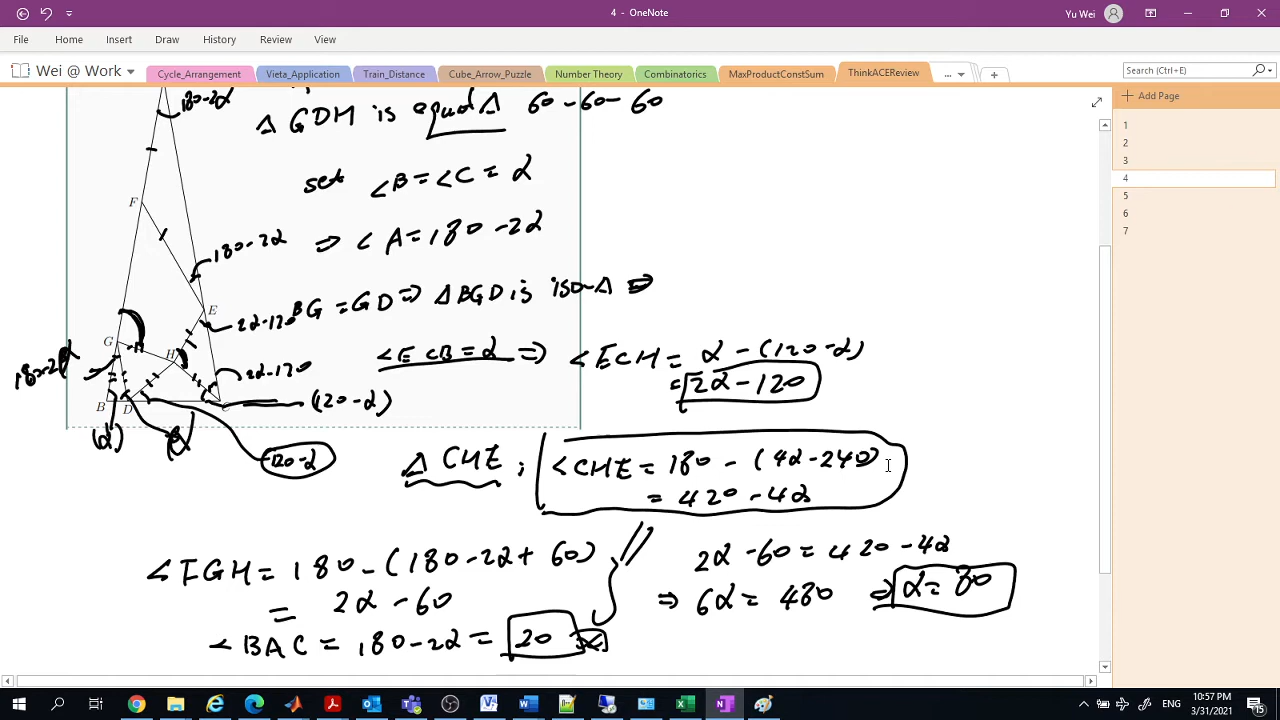 4 - OneNote
Yu Wei
File Home Insert Draw History Review View
Wei @ Work
Cycle_Arrangement Vieta_Application Train_Distance Cube_Arrow_Puzzle Number Theory Combinatorics MaxProductConstSum ThinkACEReview ...
Search (Ctrl+E)
Add Page
1
2
3
4
5
6
7
180-2α
Δ GDH is equal Δ 60-60-60
set ∠B = ∠C = α
F
⇒ ∠A = 180 - 2α
180-2α
BG = GD ⇒ ΔBGD is iso-Δ ⇒
E
2α-120
G
H
∠ECB = α ⇒ ∠ECH = α - (120-α)
= 2α - 120
2α-120
B D C
(120-α)
(α)
120-α
Δ CHE ; ∠CHE = 180 - (4α-240)
= 420 - 4α
∠FGH = 180 - (180-2α + 60)
= 2α - 60
2α - 60 = 420 - 4α
⇒ 6α = 480 ⇒ α = 80
∠BAC = 180 - 2α = 20
10:57 PM
3/31/2021